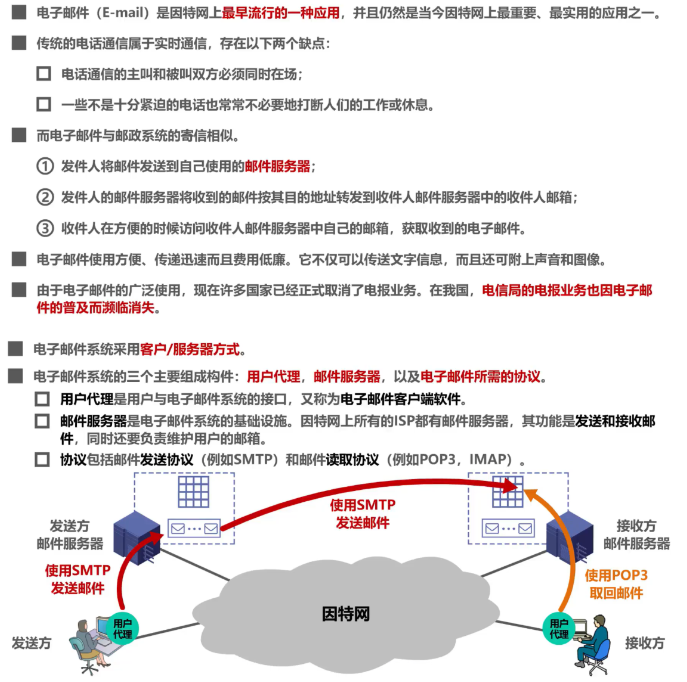 电子邮件（E-mail）是因特网上最早流行的一种应用，并且仍然是当今因特网上最重要、最实用的应用之一。
传统的电话通信属于实时通信，存在以下两个缺点：
电话通信的主叫和被叫双方必须同时在场；
一些不是十分紧迫的电话也常常不必要地打断人们的工作或休息。
而电子邮件与邮政系统的寄信相似。
① 发件人将邮件发送到自己使用的邮件服务器；
② 发件人的邮件服务器将收到的邮件按其目的地址转发到收件人邮件服务器中的收件人邮箱；
③ 收件人在方便的时候访问收件人邮件服务器中自己的邮箱，获取收到的电子邮件。
电子邮件使用方便、传递迅速而且费用低廉。它不仅可以传送文字信息，而且还可附上声音和图像。
由于电子邮件的广泛使用，现在许多国家已经正式取消了电报业务。在我国，电信局的电报业务也因电子邮
件的普及而濒临消失。
电子邮件系统采用客户/服务器方式。
电子邮件系统的三个主要组成构件：用户代理，邮件服务器，以及电子邮件所需的协议。
用户代理是用户与电子邮件系统的接口，又称为电子邮件客户端软件。
邮件服务器是电子邮件系统的基础设施。因特网上所有的ISP都有邮件服务器，其功能是发送和接收邮
件，同时还要负责维护用户的邮箱。
协议包括邮件发送协议（例如SMTP）和邮件读取协议（例如POP3，IMAP）。
使用SMTP
发送邮件
发送方
邮件服务器
接收方
邮件服务器
使用SMTP
发送邮件
使用POP3
取回邮件
因特网
用户
代理
用户
代理
发送方
接收方